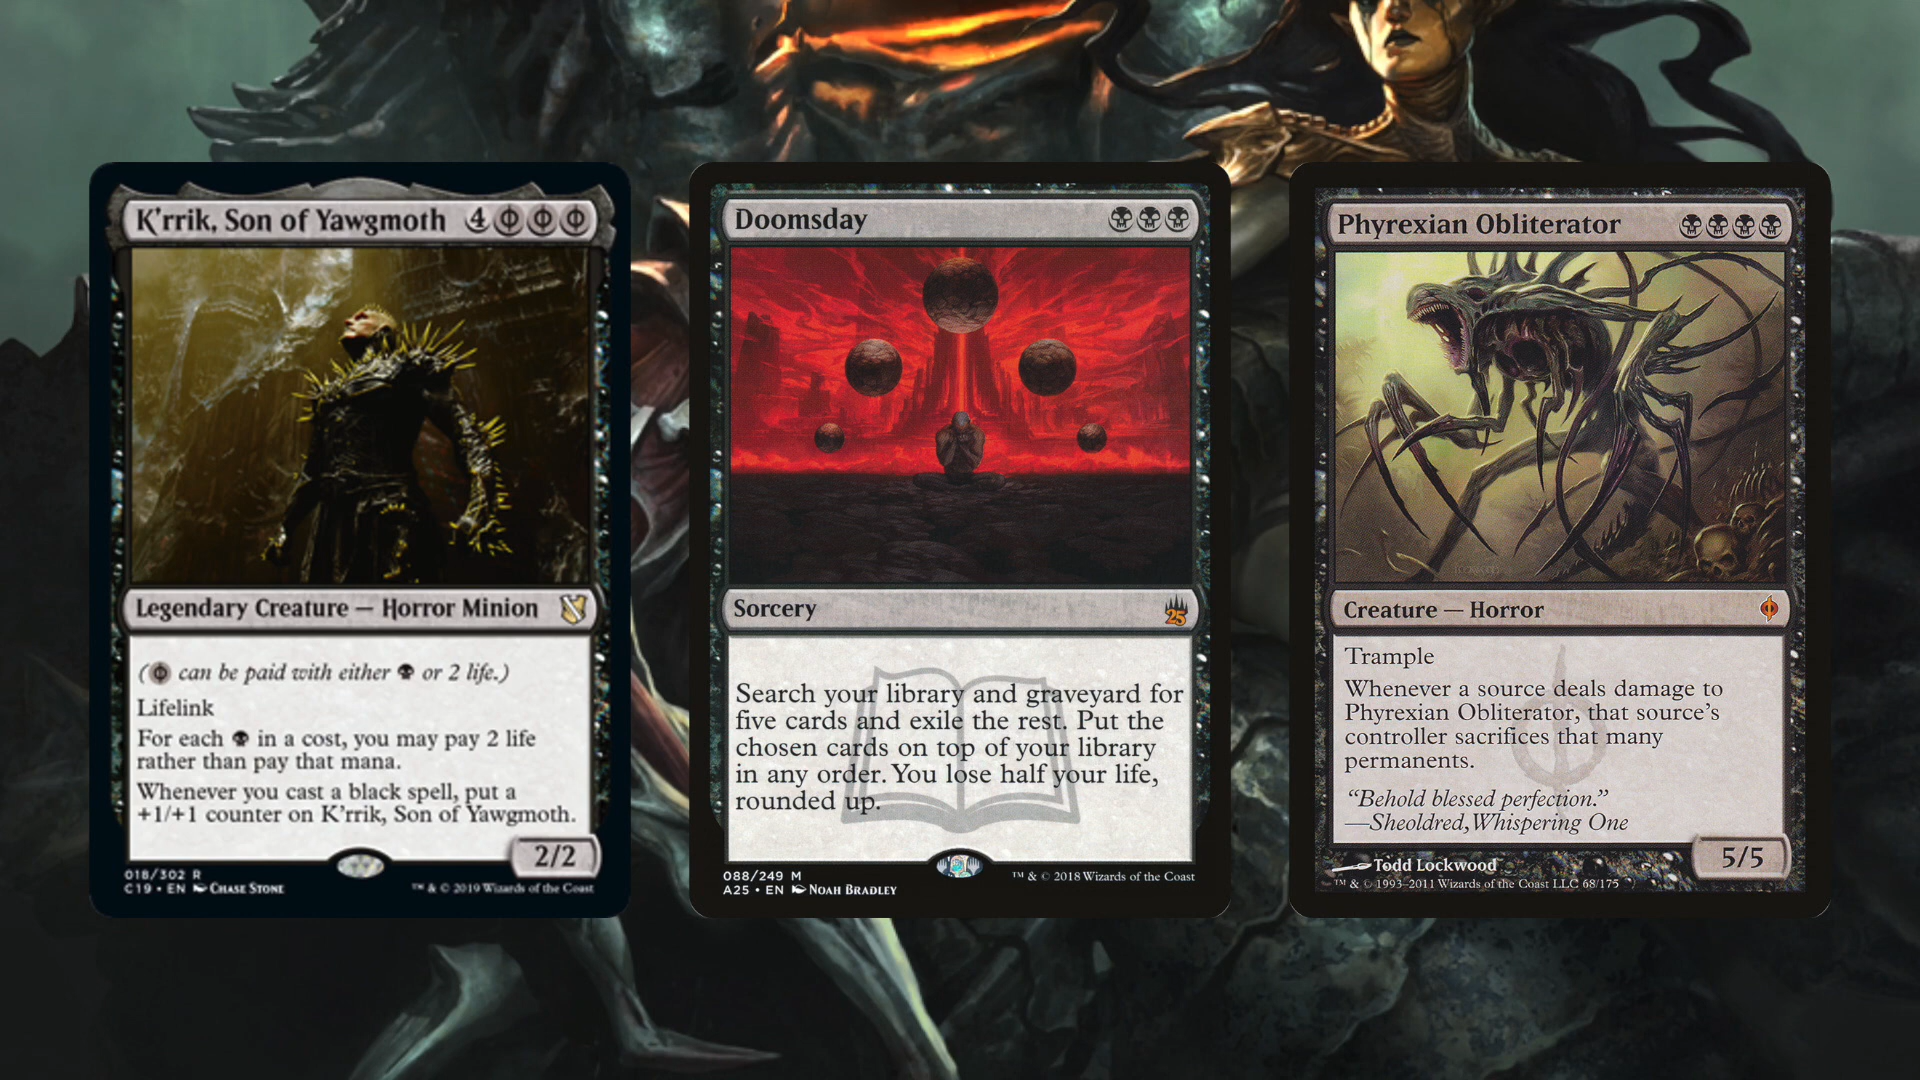 K'rrik, Son of Yawgmoth 4
Legendary Creature — Horror Minion
( can be paid with either or 2 life.)
Lifelink
For each in a cost, you may pay 2 life
rather than pay that mana.
Whenever you cast a black spell, put a
+1/+1 counter on K'rrik, Son of Yawgmoth.
2/2
018/302 R
C19 • EN CHASE STONE
™ & © 2019 Wizards of the Coast
Doomsday
Sorcery
25
Search your library and graveyard for
five cards and exile the rest. Put the
chosen cards on top of your library
in any order. You lose half your life,
rounded up.
088/249 M
A25 • EN NOAH BRADLEY
™ & © 2018 Wizards of the Coast
Phyrexian Obliterator
Creature — Horror
Trample
Whenever a source deals damage to
Phyrexian Obliterator, that source's
controller sacrifices that many
permanents.
“Behold blessed perfection.”
—Sheoldred, Whispering One
5/5
Todd Lockwood
™ & © 1993–2011 Wizards of the Coast LLC 68/175